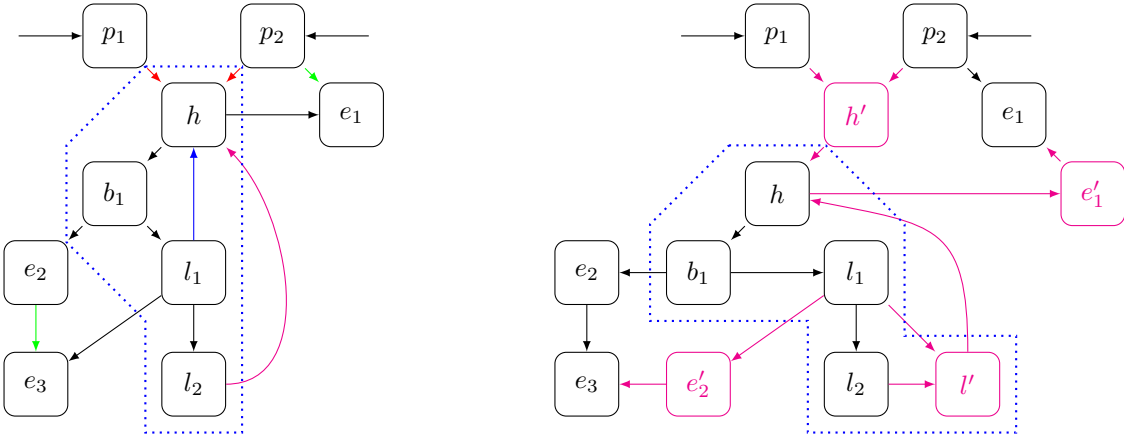 p₁ p₂ p₁ p₂
h e₁ h′ e₁
b₁ h e′₁
e₂ l₁ e₂ b₁ l₁
e₃ l₂ e₃ e′₂ l₂ l′